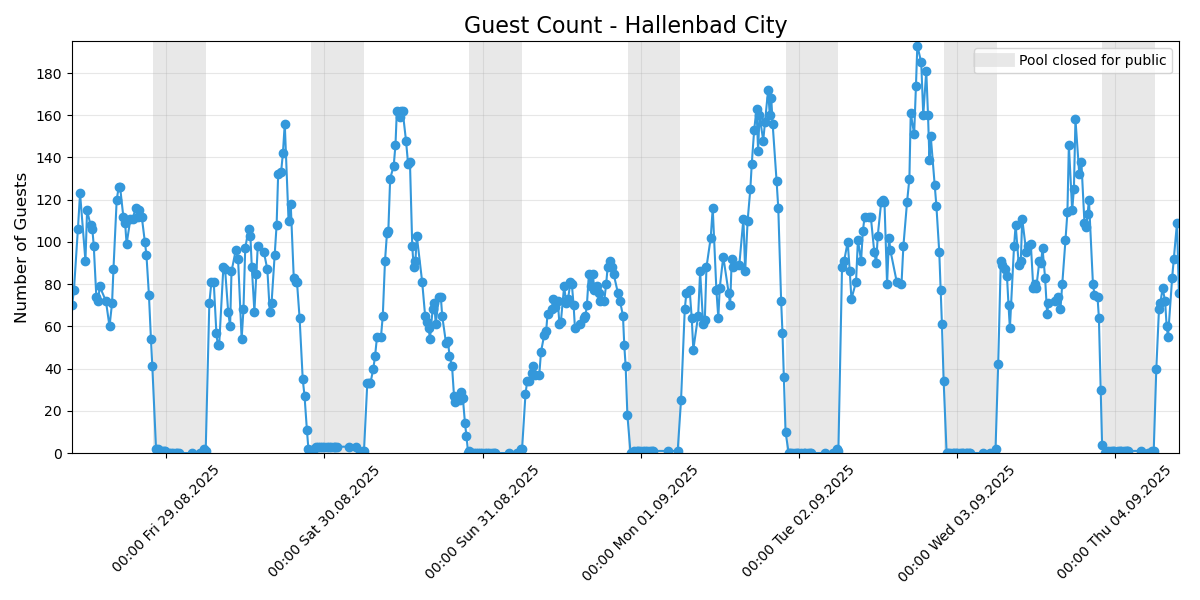 Guest Count - Hallenbad City
Pool closed for public
Number of Guests
180
160
140
120
100
80
60
40
20
0
00:00 Fri 29.08.2025
00:00 Sat 30.08.2025
00:00 Sun 31.08.2025
00:00 Mon 01.09.2025
00:00 Tue 02.09.2025
00:00 Wed 03.09.2025
00:00 Thu 04.09.2025